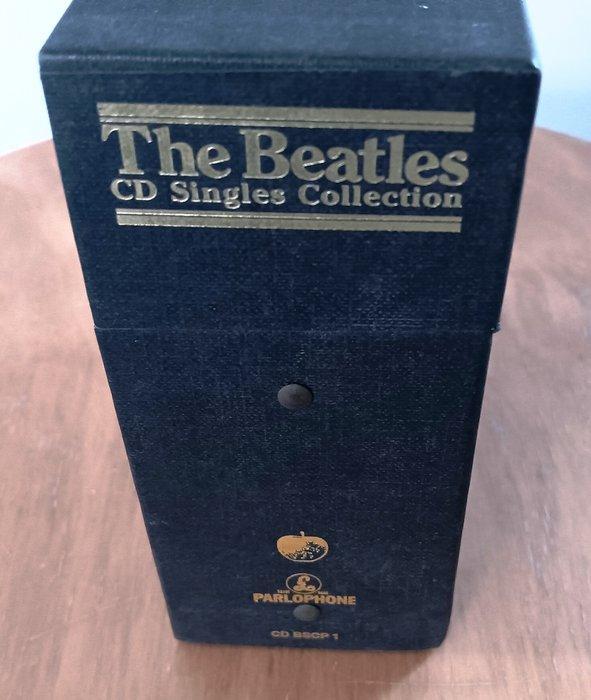 The Beatles
CD Singles Collection
£
PARLOPHONE
CD BSCP 1